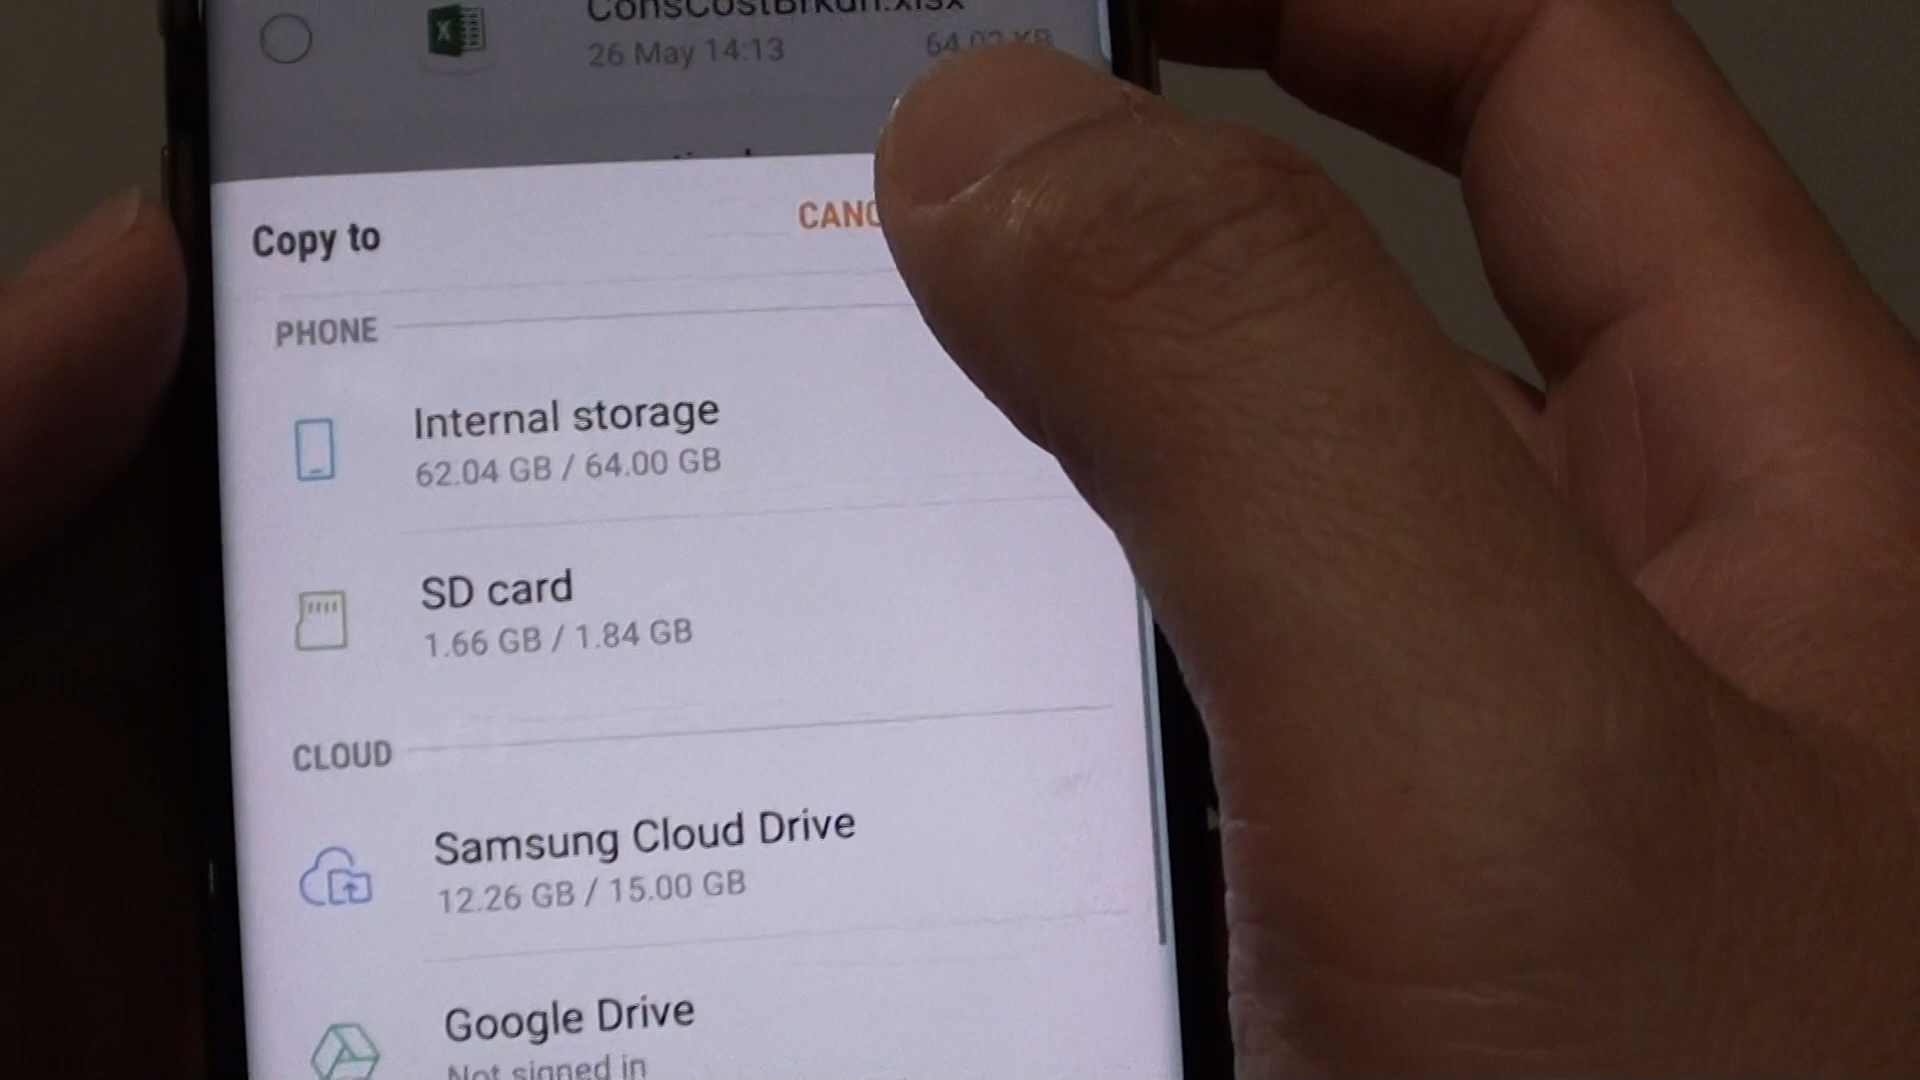 ConsCostBrkdn.xlsx
26 May 14:13
Copy to
PHONE
Internal storage
62.04 GB / 64.00 GB
SD card
1.66 GB / 1.84 GB
CLOUD
Samsung Cloud Drive
12.26 GB / 15.00 GB
Google Drive
Not signed in